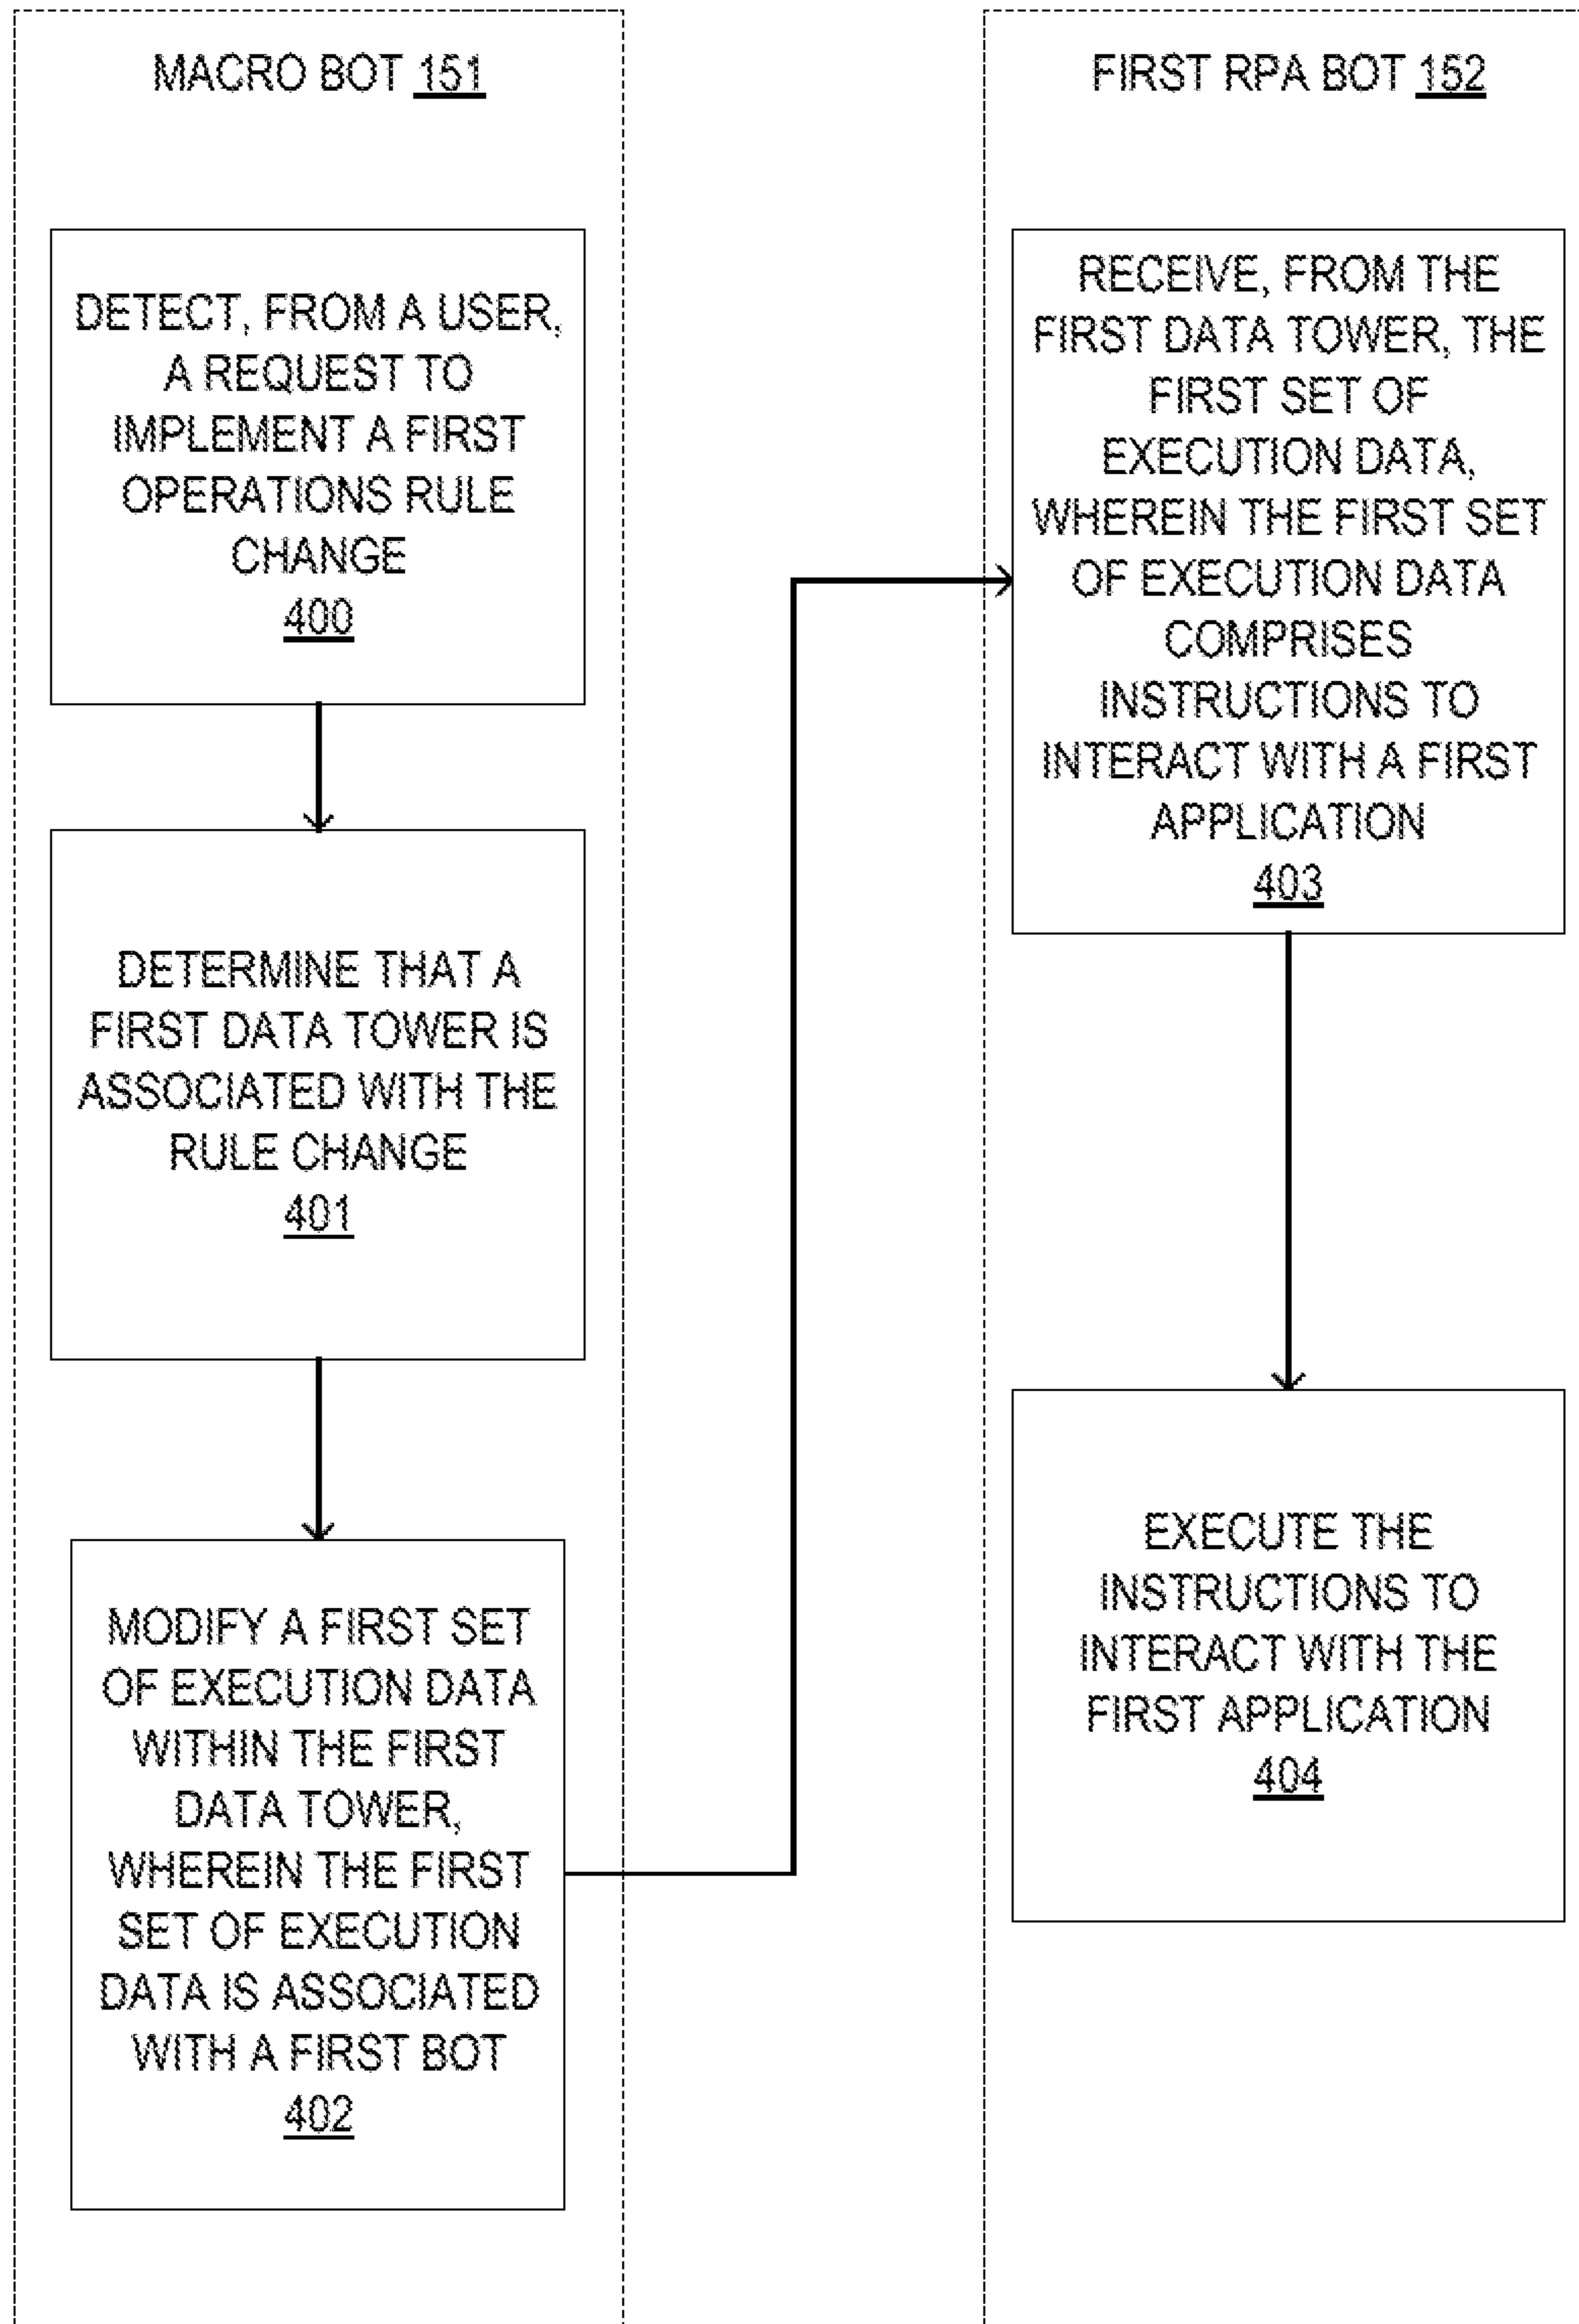 MACRO BOT 151
DETECT, FROM A USER,
A REQUEST TO
IMPLEMENT A FIRST
OPERATIONS RULE
CHANGE
400
DETERMINE THAT A
FIRST DATA TOWER IS
ASSOCIATED WITH THE
RULE CHANGE
401
MODIFY A FIRST SET
OF EXECUTION DATA
WITHIN THE FIRST
DATA TOWER,
WHEREIN THE FIRST
SET OF EXECUTION
DATA IS ASSOCIATED
WITH A FIRST BOT
402
FIRST RPA BOT 152
RECEIVE, FROM THE
FIRST DATA TOWER, THE
FIRST SET OF
EXECUTION DATA,
WHEREIN THE FIRST SET
OF EXECUTION DATA
COMPRISES
INSTRUCTIONS TO
INTERACT WITH A FIRST
APPLICATION
403
EXECUTE THE
INSTRUCTIONS TO
INTERACT WITH THE
FIRST APPLICATION
404